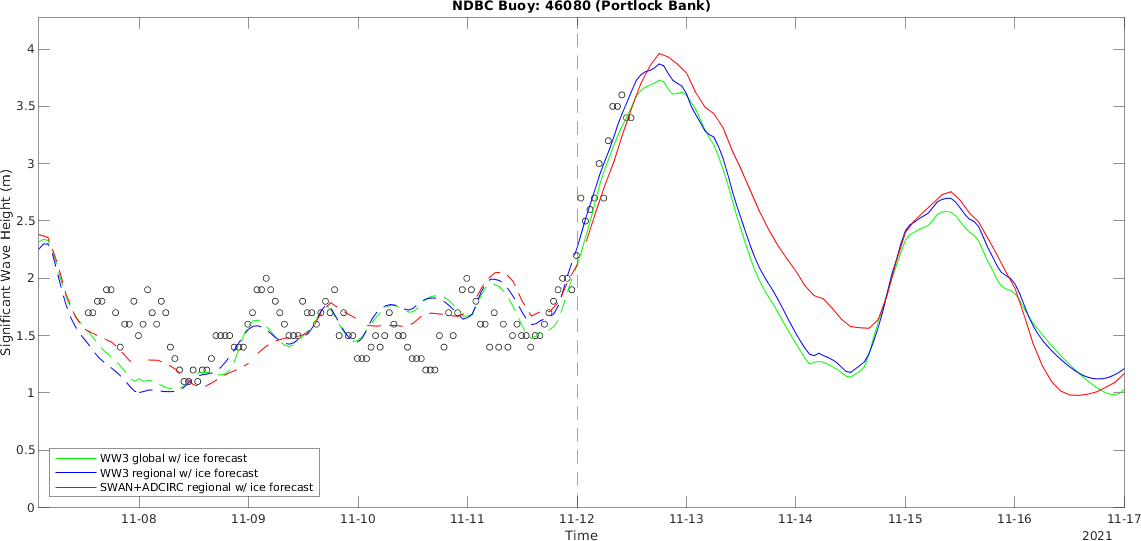 NDBC Buoy: 46080 (Portlock Bank)
Significant Wave Height (m)
4
3.5
3
2.5
2
1.5
1
0.5
0
WW3 global w/ ice forecast
WW3 regional w/ ice forecast
SWAN+ADCIRC regional w/ ice forecast
11-08 11-09 11-10 11-11 11-12 11-13 11-14 11-15 11-16 11-17
Time
2021